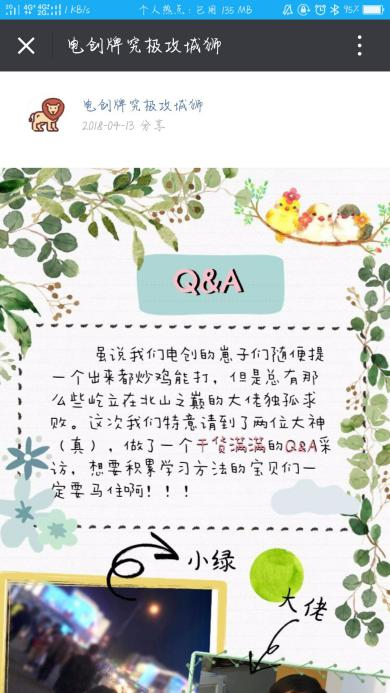 2G 4G⁺ 4G 2G 1 KB/s 个人热点：已用 135 MB 95%
电创牌究极攻城狮
电创牌究极攻城狮
2018-04-13 分享
Q&A
虽说我们电创的崽子们随便提
一个出来都炒鸡能打，但是总有那
么些屹立在北山之巅的大佬独孤求
败。这次我们特意请到了两位大神
（真），做了一个干货满满的Q&A采
访，想要积累学习方法的宝贝们一
定要马住啊！！！
小绿
大佬